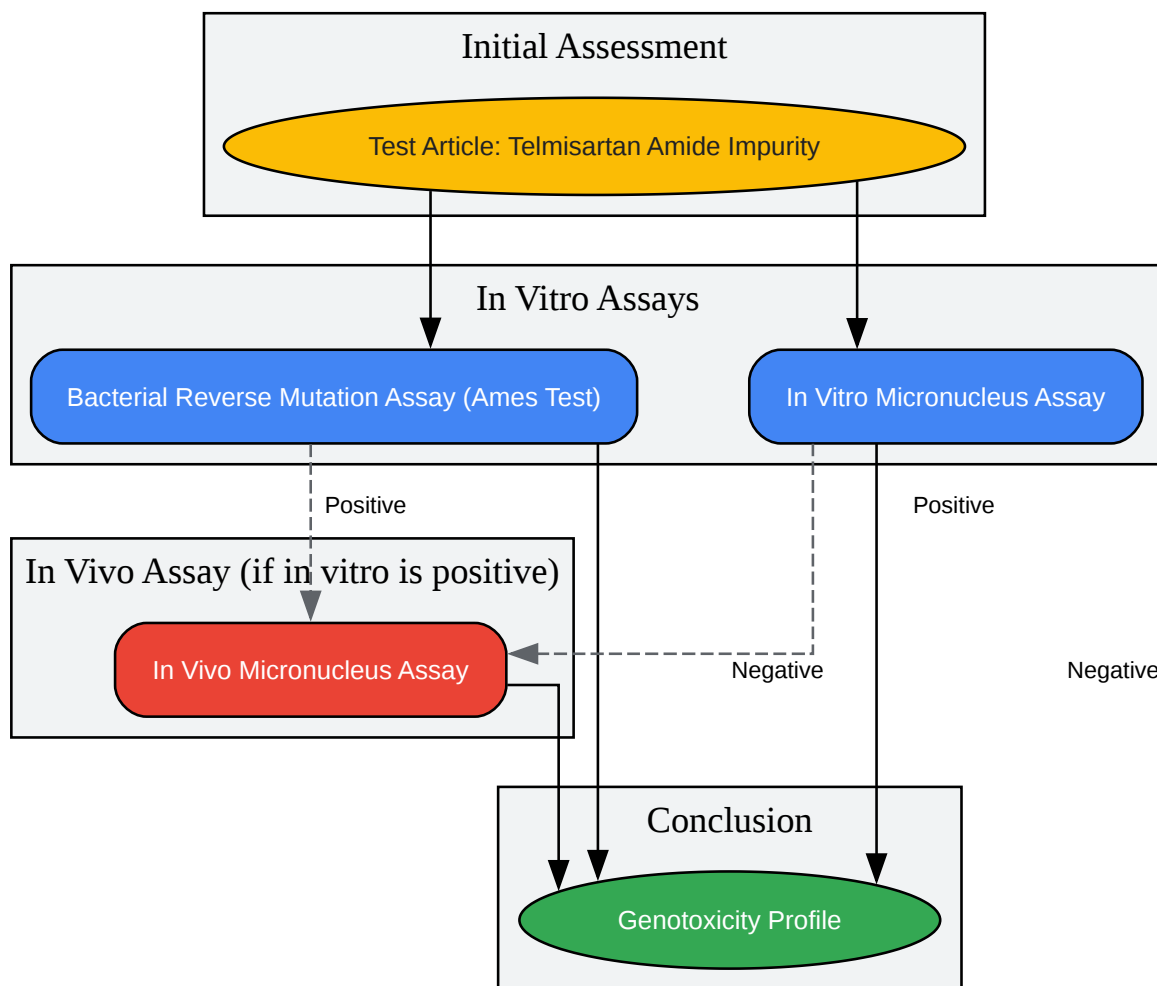 Initial Assessment
Test Article: Telmisartan Amide Impurity
In Vitro Assays
Bacterial Reverse Mutation Assay (Ames Test)
In Vitro Micronucleus Assay
Positive
Positive
In Vivo Assay (if in vitro is positive)
In Vivo Micronucleus Assay
Negative
Negative
Conclusion
Genotoxicity Profile